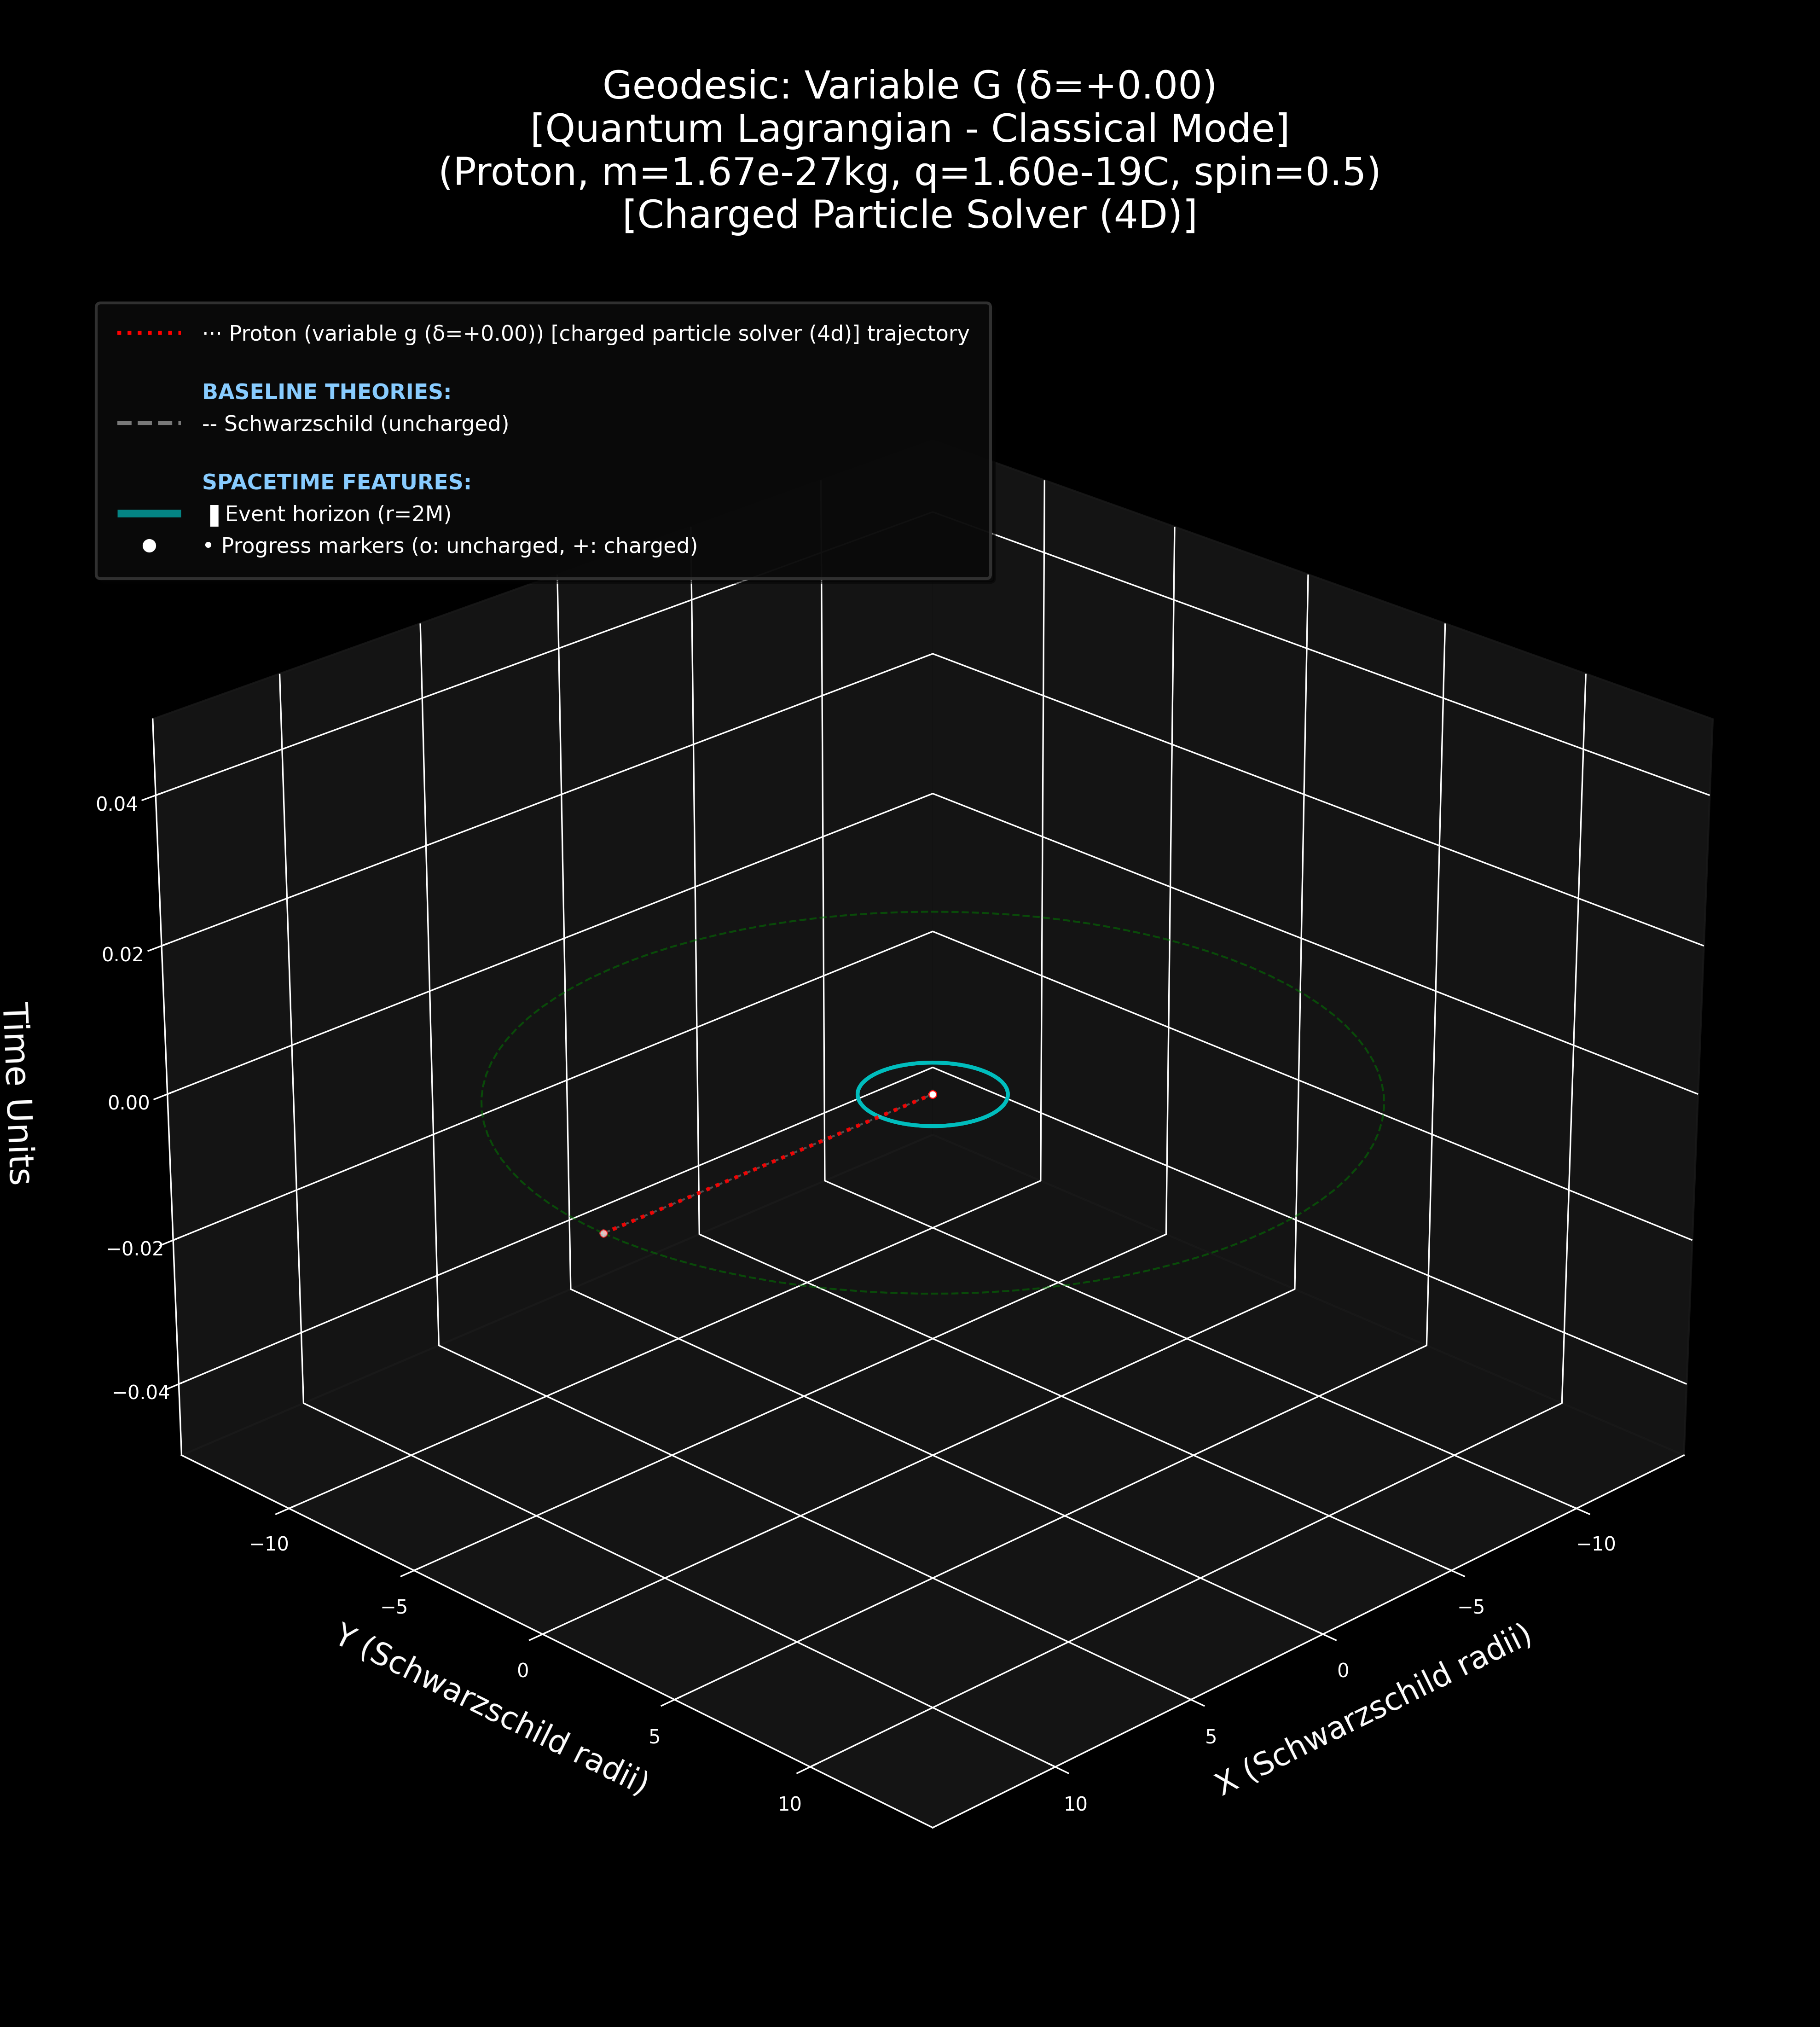 Geodesic: Variable G (δ=+0.00)
[Quantum Lagrangian - Classical Mode]
(Proton, m=1.67e-27kg, q=1.60e-19C, spin=0.5)
[Charged Particle Solver (4D)]
··· Proton (variable g (δ=+0.00)) [charged particle solver (4d)] trajectory
BASELINE THEORIES:
-- Schwarzschild (uncharged)
SPACETIME FEATURES:
▐ Event horizon (r=2M)
• Progress markers (o: uncharged, +: charged)
0.04
0.02
0.00
−0.02
−0.04
Time Units
−10
−5
0
5
10
Y (Schwarzschild radii)
−10
−5
0
5
10
X (Schwarzschild radii)